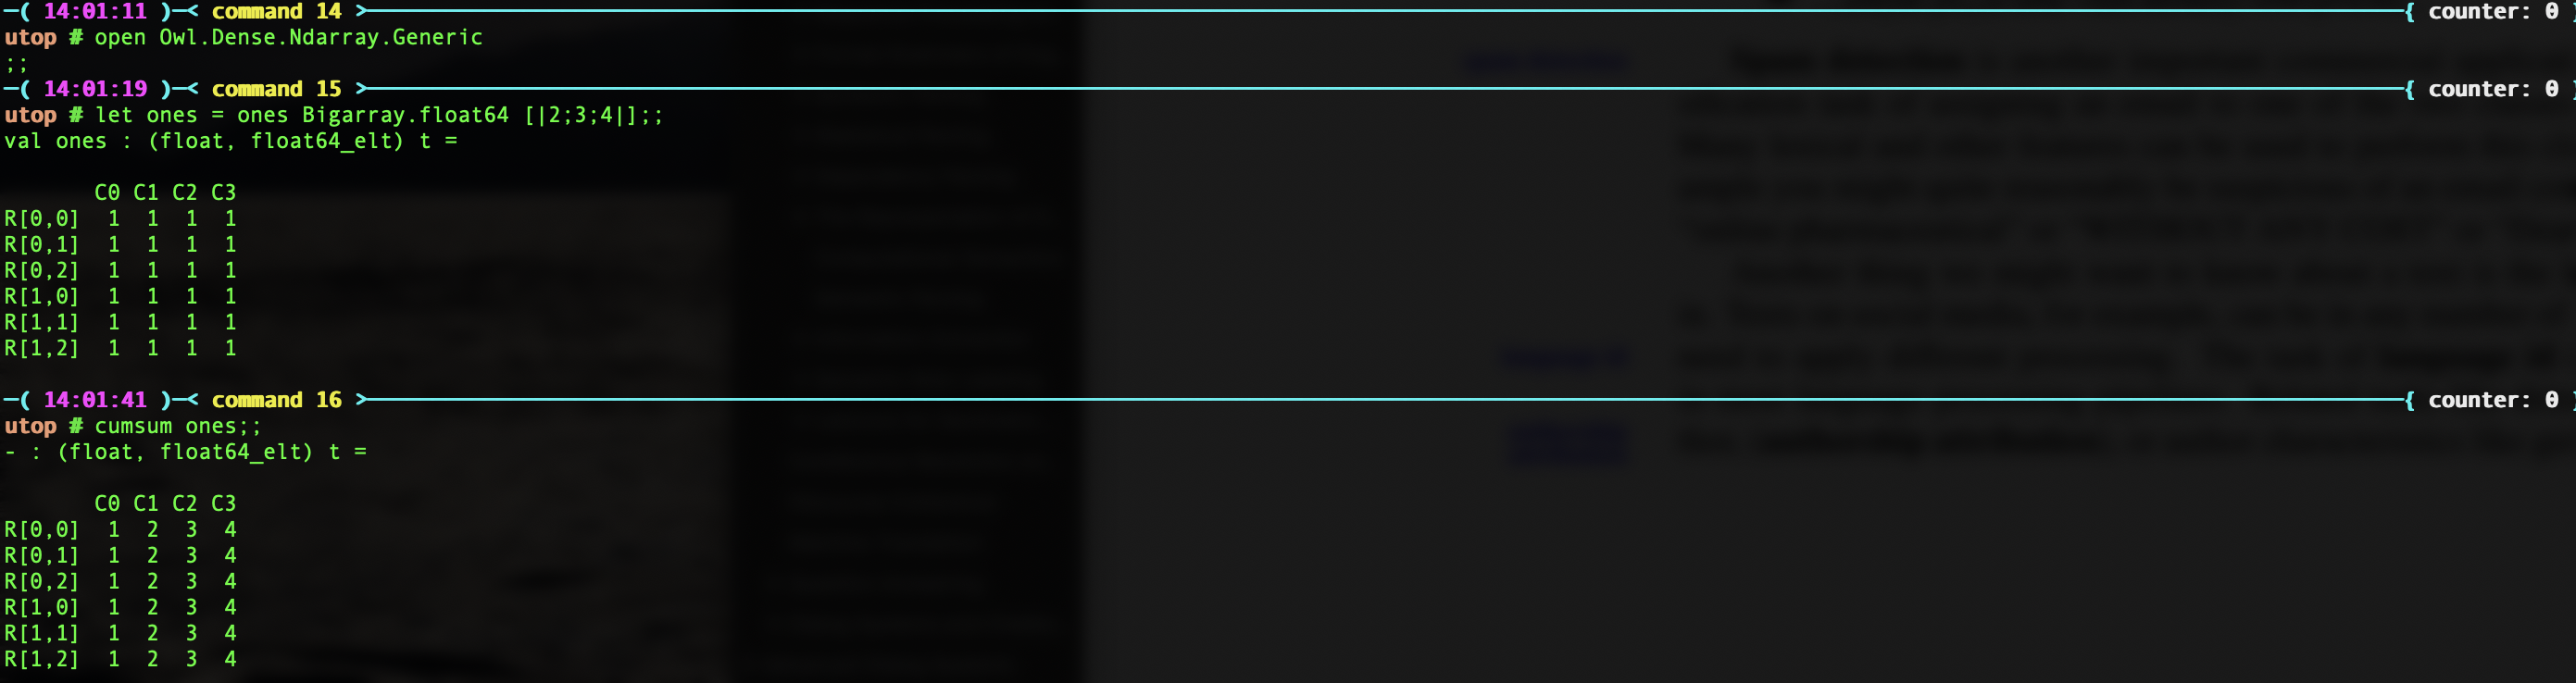 ─( 14:01:11 )─< command 14 >─{ counter: 0 }
utop # open Owl.Dense.Ndarray.Generic
;;
─( 14:01:19 )─< command 15 >─{ counter: 0 }
utop # let ones = ones Bigarray.float64 [|2;3;4|];;
val ones : (float, float64_elt) t =
C0 C1 C2 C3
R[0,0] 1 1 1 1
R[0,1] 1 1 1 1
R[0,2] 1 1 1 1
R[1,0] 1 1 1 1
R[1,1] 1 1 1 1
R[1,2] 1 1 1 1
─( 14:01:41 )─< command 16 >─{ counter: 0 }
utop # cumsum ones;;
- : (float, float64_elt) t =
C0 C1 C2 C3
R[0,0] 1 2 3 4
R[0,1] 1 2 3 4
R[0,2] 1 2 3 4
R[1,0] 1 2 3 4
R[1,1] 1 2 3 4
R[1,2] 1 2 3 4